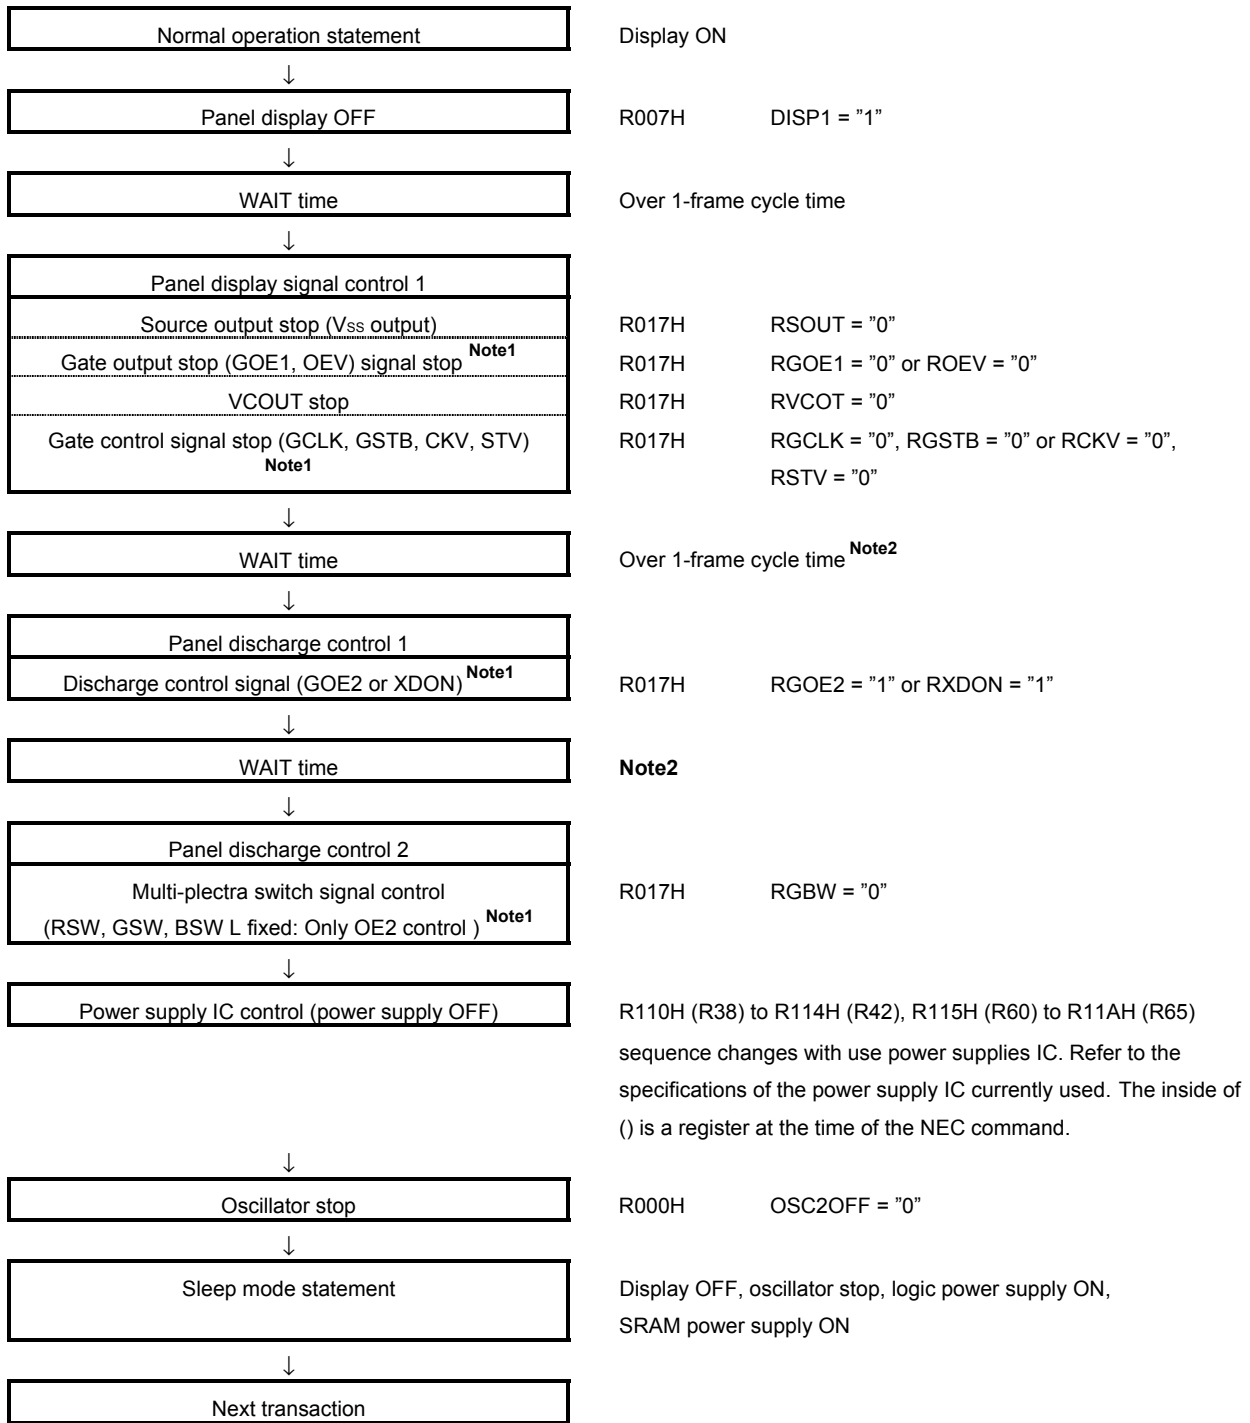 Normal operation statement Display ON
↓
Panel display OFF R007H DISP1 = ”1”
↓
WAIT time Over 1-frame cycle time
↓
Panel display signal control 1
Source output stop (VSS output) R017H RSOUT = ”0”
Gate output stop (GOE1, OEV) signal stop Note1 R017H RGOE1 = ”0” or ROEV = ”0”
VCOUT stop R017H RVCOT = ”0”
Gate control signal stop (GCLK, GSTB, CKV, STV) R017H RGCLK = ”0”, RGSTB = ”0” or RCKV = ”0”,
Note1 RSTV = ”0”
↓
WAIT time Over 1-frame cycle time Note2
↓
Panel discharge control 1
Discharge control signal (GOE2 or XDON) Note1 R017H RGOE2 = ”1” or RXDON = ”1”
↓
WAIT time Note2
↓
Panel discharge control 2
Multi-plectra switch signal control R017H RGBW = ”0”
(RSW, GSW, BSW L fixed: Only OE2 control ) Note1
↓
Power supply IC control (power supply OFF) R110H (R38) to R114H (R42), R115H (R60) to R11AH (R65)
sequence changes with use power supplies IC. Refer to the
specifications of the power supply IC currently used. The inside of
() is a register at the time of the NEC command.
↓
Oscillator stop R000H OSC2OFF = ”0”
↓
Sleep mode statement Display OFF, oscillator stop, logic power supply ON,
SRAM power supply ON
↓
Next transaction